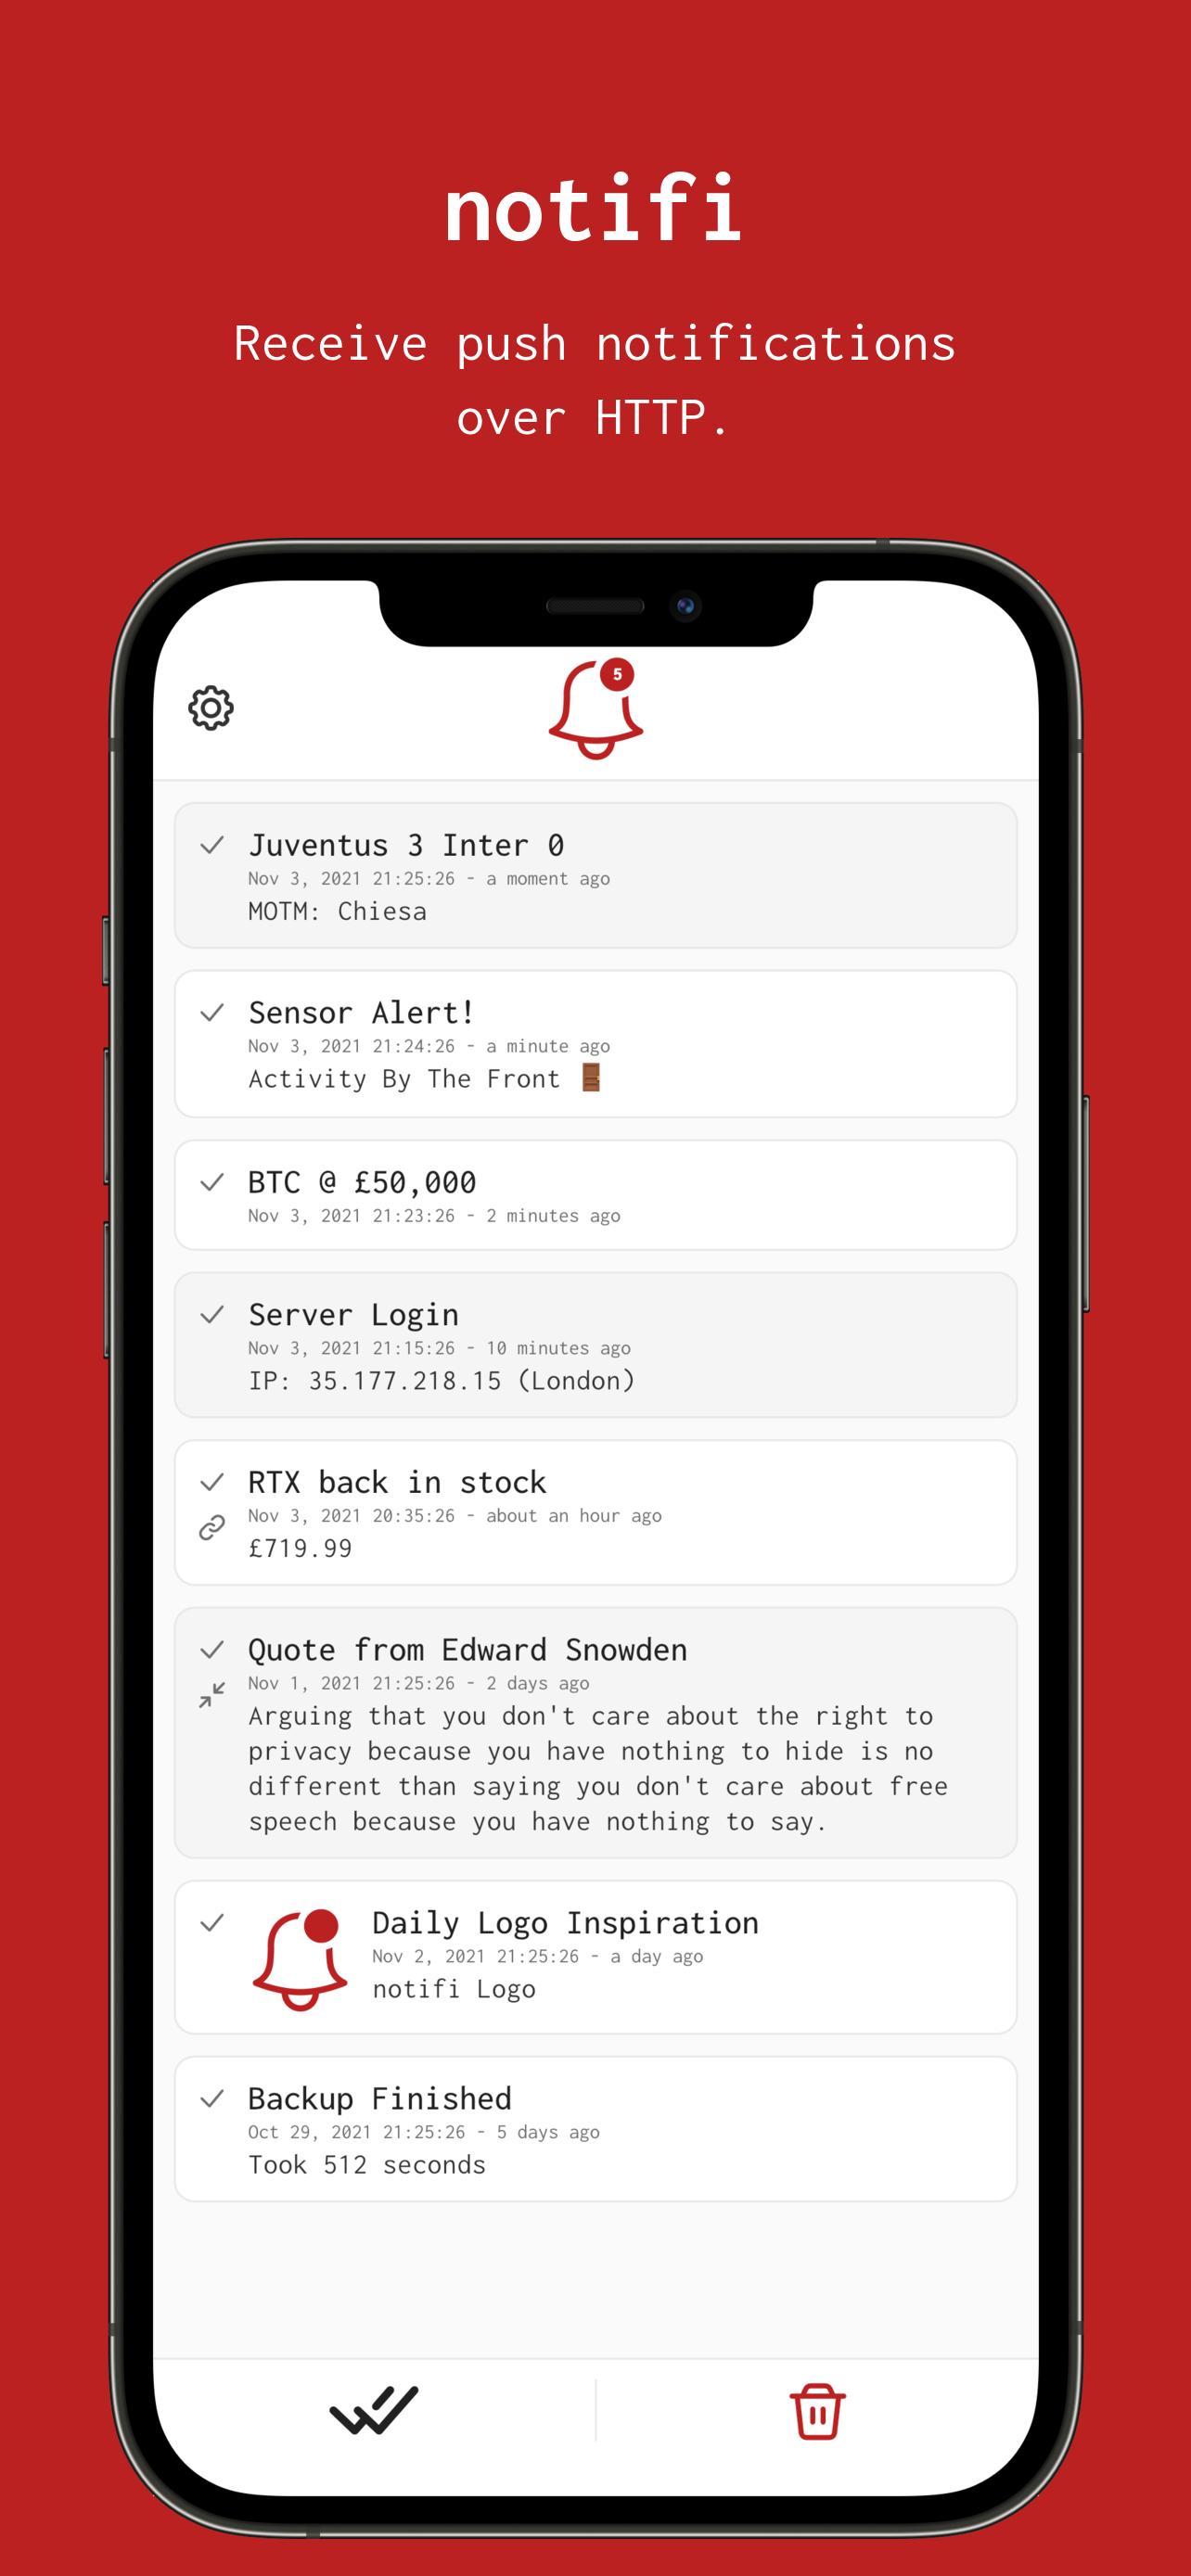 notifi
Receive push notifications
over HTTP.
5
Juventus 3 Inter 0
Nov 3, 2021 21:25:26 - a moment ago
MOTM: Chiesa
Sensor Alert!
Nov 3, 2021 21:24:26 - a minute ago
Activity By The Front 🚪
BTC @ £50,000
Nov 3, 2021 21:23:26 - 2 minutes ago
Server Login
Nov 3, 2021 21:15:26 - 10 minutes ago
IP: 35.177.218.15 (London)
RTX back in stock
Nov 3, 2021 20:35:26 - about an hour ago
£719.99
Quote from Edward Snowden
Nov 1, 2021 21:25:26 - 2 days ago
Arguing that you don't care about the right to
privacy because you have nothing to hide is no
different than saying you don't care about free
speech because you have nothing to say.
Daily Logo Inspiration
Nov 2, 2021 21:25:26 - a day ago
notifi Logo
Backup Finished
Oct 29, 2021 21:25:26 - 5 days ago
Took 512 seconds